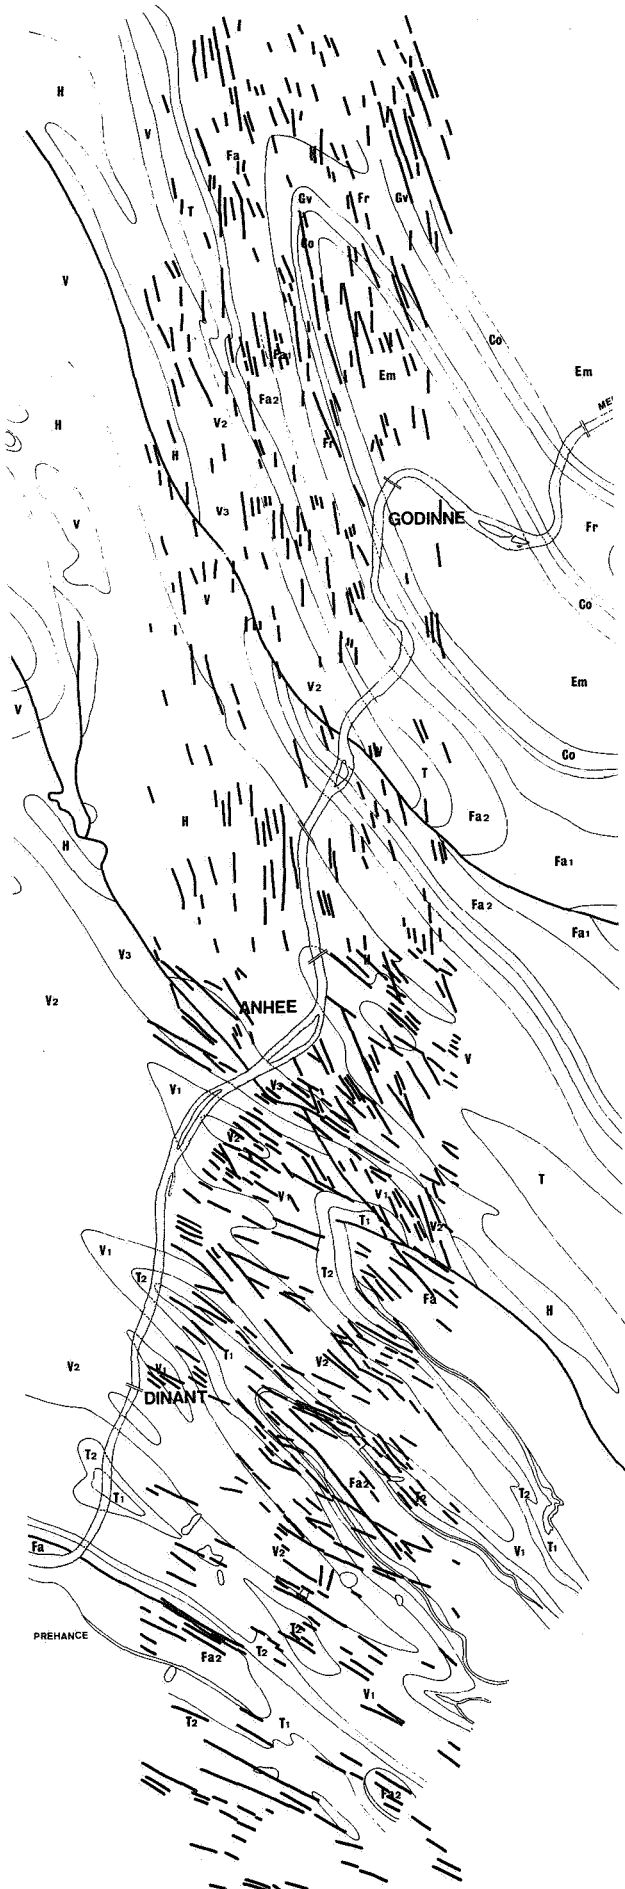 H
V
Fa
T
Gv
Fr
Gv
Co
V
Co
Em
Em
Fa2
V2
H
H
Fr
V3
GODINNE
V
Fr
V
Co
V2
Em
V
Co
V
T
Fa2
H
H
Fa1
Fa2
Fa1
V3
H
V2
ANHEE
V
V1
V3
V2
V1
V1
T
T1
V2
V1
T2
T2
Fa
H
T1
V2
V2
V1
DINANT
T2
Fa2
T2
T1
T2
Fa
V2
V1
T1
PREHANCE
T2
T2
Fa2
V1
T2
T1
Fa2